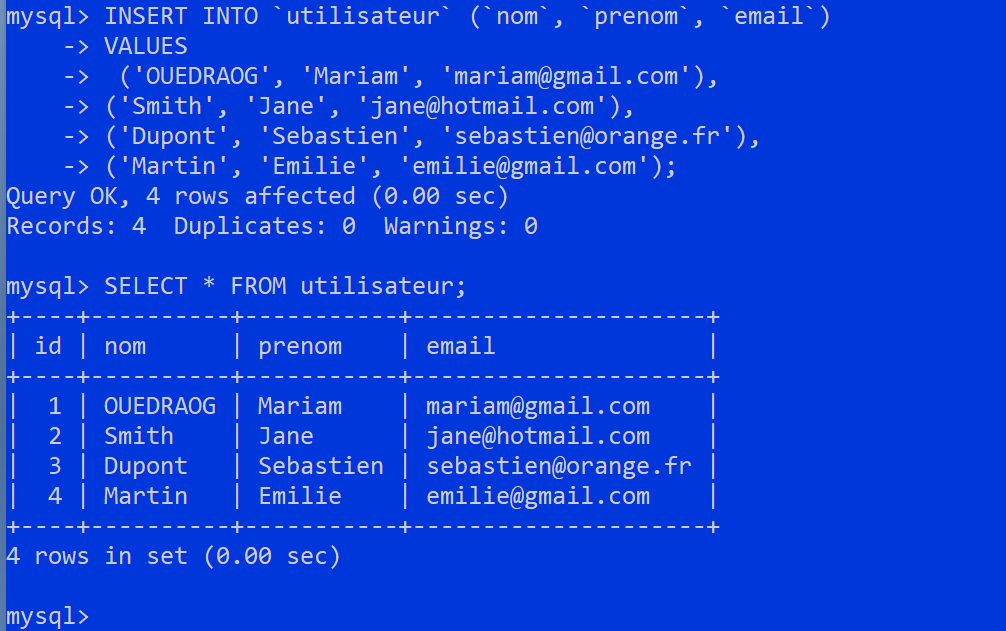 mysql> INSERT INTO `utilisateur` (`nom`, `prenom`, `email`)
    -> VALUES
    ->  ('OUEDRAOG', 'Mariam', 'mariam@gmail.com'),
    -> ('Smith', 'Jane', 'jane@hotmail.com'),
    -> ('Dupont', 'Sebastien', 'sebastien@orange.fr'),
    -> ('Martin', 'Emilie', 'emilie@gmail.com');
Query OK, 4 rows affected (0.00 sec)
Records: 4  Duplicates: 0  Warnings: 0

mysql> SELECT * FROM utilisateur;
+----+----------+-----------+---------------------+
| id | nom      | prenom    | email               |
+----+----------+-----------+---------------------+
|  1 | OUEDRAOG | Mariam    | mariam@gmail.com    |
|  2 | Smith    | Jane      | jane@hotmail.com    |
|  3 | Dupont   | Sebastien | sebastien@orange.fr |
|  4 | Martin   | Emilie    | emilie@gmail.com    |
+----+----------+-----------+---------------------+
4 rows in set (0.00 sec)

mysql>